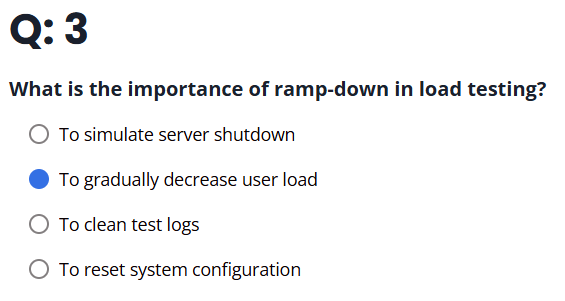 Q: 3
What is the importance of ramp-down in load testing?
To simulate server shutdown
To gradually decrease user load
To clean test logs
To reset system configuration